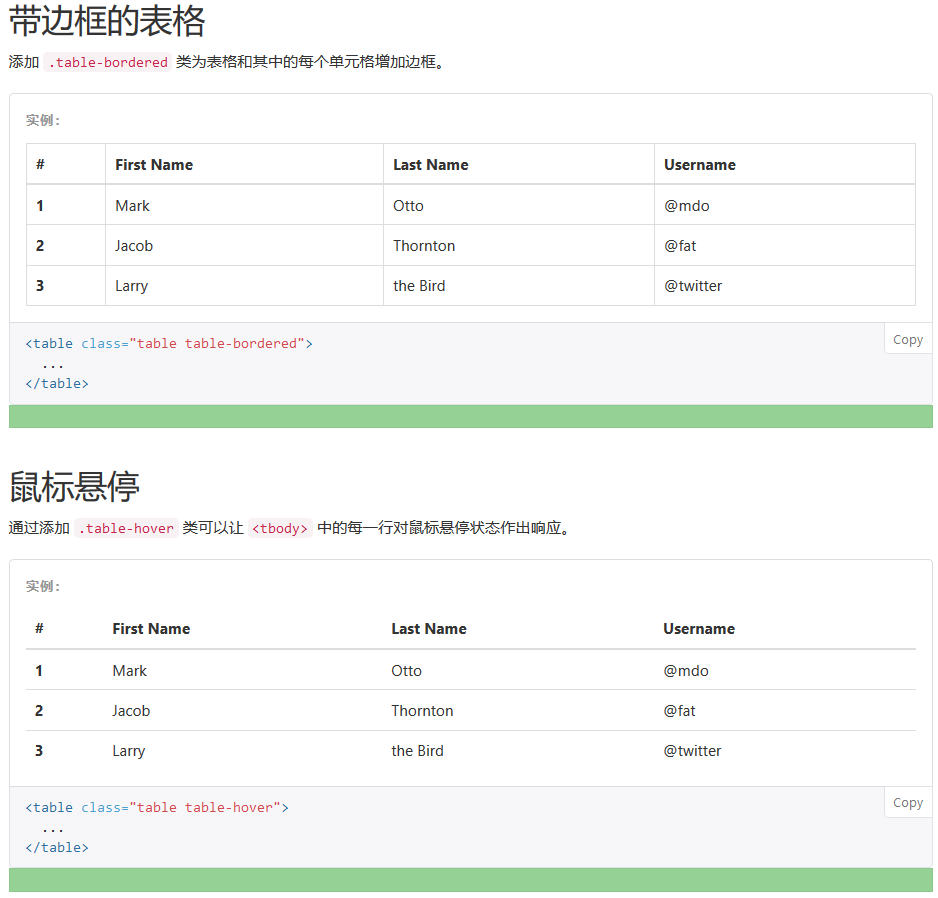 带边框的表格
添加 .table-bordered 类为表格和其中的每个单元格增加边框。
实例：
# First Name Last Name Username
1 Mark Otto @mdo
2 Jacob Thornton @fat
3 Larry the Bird @twitter
<table class="table table-bordered">
Copy
...
</table>
鼠标悬停
通过添加 .table-hover 类可以让 <tbody> 中的每一行对鼠标悬停状态作出响应。
实例：
# First Name Last Name Username
1 Mark Otto @mdo
2 Jacob Thornton @fat
3 Larry the Bird @twitter
<table class="table table-hover">
Copy
...
</table>